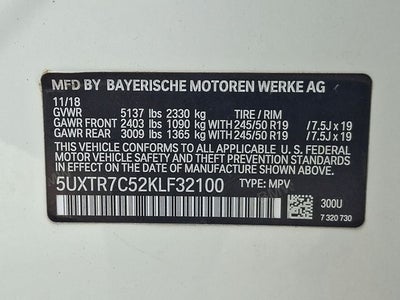 MFD BY BAYERISCHE MOTOREN WERKE AG
11/18
GVWR 5137 lbs 2330 kg TIRE / RIM
GAWR FRONT 2403 lbs 1090 kg WITH 245/50 R19 / 7.5J x 19
GAWR REAR 3009 lbs 1365 kg WITH 245/50 R19 / 7.5J x 19
THIS VEHICLE CONFORMS TO ALL APPLICABLE U.S. FEDERAL
MOTOR VEHICLE SAFETY AND THEFT PREVENTION STANDARDS
IN EFFECT ON THE DATE OF MANUFACTURE SHOWN ABOVE.
5UXTR7C52KLF32100 TYPE: MPV
300U
7 320 730